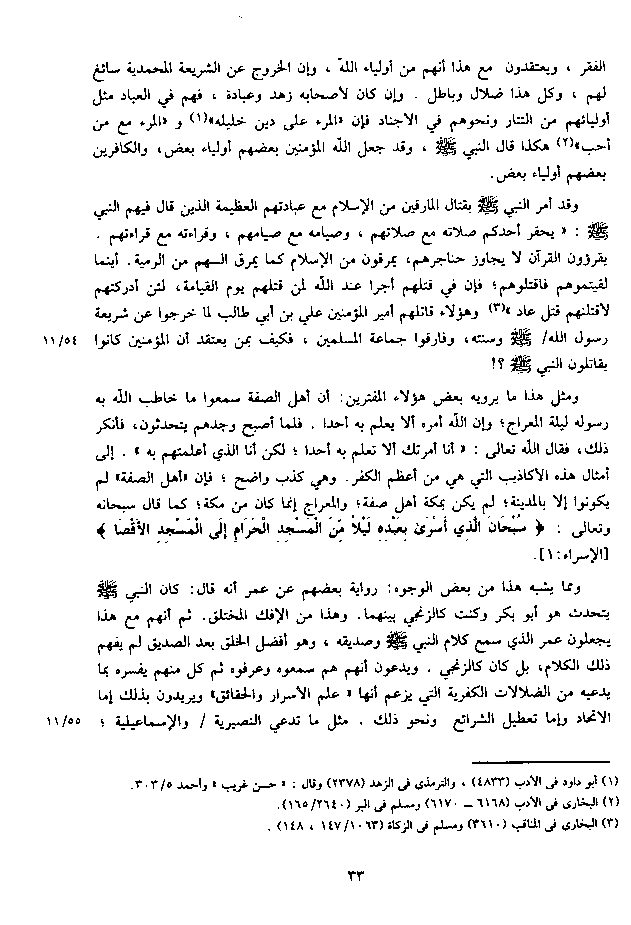 الفقر ، ويعتقدون مع هذا أنهم من أولياء الله ، وإن الخروج عن الشريعة المحمدية سائغ
لهم ، وكل هذا ضلال وباطل . وإن كان لأصحابه زهد وعبادة ، فهم في العباد مثل
أوليائهم من التتار ونحوهم في الأجناد فإن «المرء على دين خليله»(١) و «المرء مع من
أحب»(٢) هكذا قال النبي ﷺ ، وقد جعل الله المؤمنين بعضهم أولياء بعض، والكافرين
بعضهم أولياء بعض.
وقد أمر النبي ﷺ بقتال المارقين من الإسلام مع عبادتهم العظيمة الذين قال فيهم النبي
ﷺ : « يحقر أحدكم صلاته مع صلاتهم ، وصيامه مع صيامهم ، وقراءته مع قراءتهم .
يقرؤون القرآن لا يجاوز حناجرهم، يمرقون من الإسلام كما يمرق السهم من الرمية. أينما
لقيتموهم فاقتلوهم؛ فإن في قتلهم أجرا عند الله لمن قتلهم يوم القيامة، لئن أدركتهم
لأقتلنهم قتل عاد »(٣) وهؤلاء قاتلهم أمير المؤمنين علي بن أبي طالب لما خرجوا عن شريعة
رسول الله/ ﷺ وسنته، وفارقوا جماعة المسلمين ، فكيف بمن يعتقد أن المؤمنين كانوا ١١/٥٤
يقاتلون النبي ﷺ ؟!
ومثل هذا ما يرويه بعض هؤلاء المفترين: أن أهل الصفة سمعوا ما خاطب الله به
رسوله ليلة المعراج؛ وإن الله أمره ألا يعلم به أحدا . فلما أصبح وجدهم يتحدثون، فأنكر
ذلك، فقال الله تعالى : « أنا أمرتك ألا تعلم به أحدا ؛ لكن أنا الذي أعلمتهم به » . إلى
أمثال هذه الأكاذيب التي هي من أعظم الكفر. وهي كذب واضح ؛ فإن «أهل الصفة» لم
يكونوا إلا بالمدينة؛ لم يكن بمكة أهل صفة؛ والمعراج إنما كان من مكة؛ كما قال سبحانه
وتعالى : ﴿ سُبْحَانَ الَّذِي أَسْرَىٰ بِعَبْدِهِ لَيْلاً مِّنَ الْمَسْجِدِ الْحَرَامِ إِلَى الْمَسْجِدِ الأَقْصَا ﴾
[الإسراء:١].
ومما يشبه هذا من بعض الوجوه: رواية بعضهم عن عمر أنه قال: كان النبي ﷺ
يتحدث هو أبو بكر وكنت كالزنجي بينهما. وهذا من الإفك المختلق. ثم أنهم مع هذا
يجعلون عمر الذي سمع كلام النبي ﷺ وصديقه ، وهو أفضل الخلق بعد الصديق لم يفهم
ذلك الكلام، بل كان كالزنجي . ويدعون أنهم هم سمعوه وعرفوه ثم كل منهم يفسره بما
يدعيه من الضلالات الكفرية التي يزعم أنها « علم الأسرار والحقائق» ويريدون بذلك إما
الاتحاد وإما تعطيل الشرائع ونحو ذلك . مثل ما تدعي النصيرية / والإسماعيلية ؛ ١١/٥٥
(١) أبو داود فى الأدب (٤٨٣٣) ، والترمذي فى الزهد (٢٣٧٨) وقال : « حسن غريب » وأحمد ٣٠٣/٥.
(٢) البخارى فى الأدب (٦١٦٨ ــ ٦١٧٠) ومسلم فى البر (١٦٥/٢٦٤٠).
(٣) البخارى فى المناقب (٣٦١٠) ومسلم فى الزكاة (١٤٧/١٠٦٣ ، ١٤٨) .
٣٣